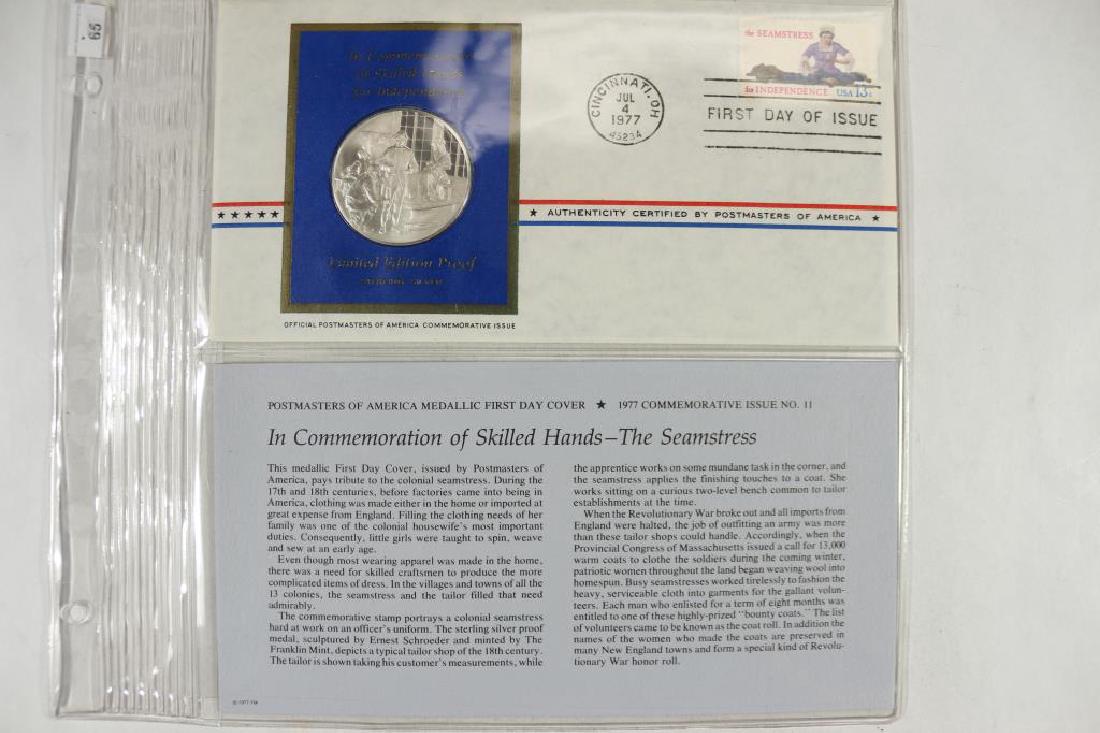 65
In Commemoration
of Skilled Hands
for Independence
the SEAMSTRESS
for INDEPENDENCE USA 13c
CINCINNATI, OH
JUL
4
1977
45234
FIRST DAY OF ISSUE
★★★★★ ★ AUTHENTICITY CERTIFIED BY POSTMASTERS OF AMERICA ★
Limited Edition Proof
STERLING SILVER
OFFICIAL POSTMASTERS OF AMERICA COMMEMORATIVE ISSUE
POSTMASTERS OF AMERICA MEDALLIC FIRST DAY COVER ★ 1977 COMMEMORATIVE ISSUE NO. 11
In Commemoration of Skilled Hands—The Seamstress
This medallic First Day Cover, issued by Postmasters of
America, pays tribute to the colonial seamstress. During the
17th and 18th centuries, before factories came into being in
America, clothing was made either in the home or imported at
great expense from England. Filling the clothing needs of her
family was one of the colonial housewife's most important
duties. Consequently, little girls were taught to spin, weave
and sew at an early age.
Even though most wearing apparel was made in the home,
there was a need for skilled craftsmen to produce the more
complicated items of dress. In the villages and towns of all the
13 colonies, the seamstress and the tailor filled that need
admirably.
The commemorative stamp portrays a colonial seamstress
hard at work on an officer's uniform. The sterling silver proof
medal, sculptured by Ernest Schroeder and minted by The
Franklin Mint, depicts a typical tailor shop of the 18th century.
The tailor is shown taking his customer's measurements, while
the apprentice works on some mundane task in the corner, and
the seamstress applies the finishing touches to a coat. She
works sitting on a curious two-level bench common to tailor
establishments at the time.
When the Revolutionary War broke out and all imports from
England were halted, the job of outfitting an army was more
than these tailor shops could handle. Accordingly, when the
Provincial Congress of Massachusetts issued a call for 13,000
warm coats to clothe the soldiers during the coming winter,
patriotic women throughout the land began weaving wool into
homespun. Busy seamstresses worked tirelessly to fashion the
heavy, serviceable cloth into garments for the gallant volun-
teers. Each man who enlisted for a term of eight months was
entitled to one of these highly-prized "bounty coats." The list
of volunteers came to be known as the coat roll. In addition the
names of the women who made the coats are preserved in
many New England towns and form a special kind of Revolu-
tionary War honor roll.
© 1977 FM